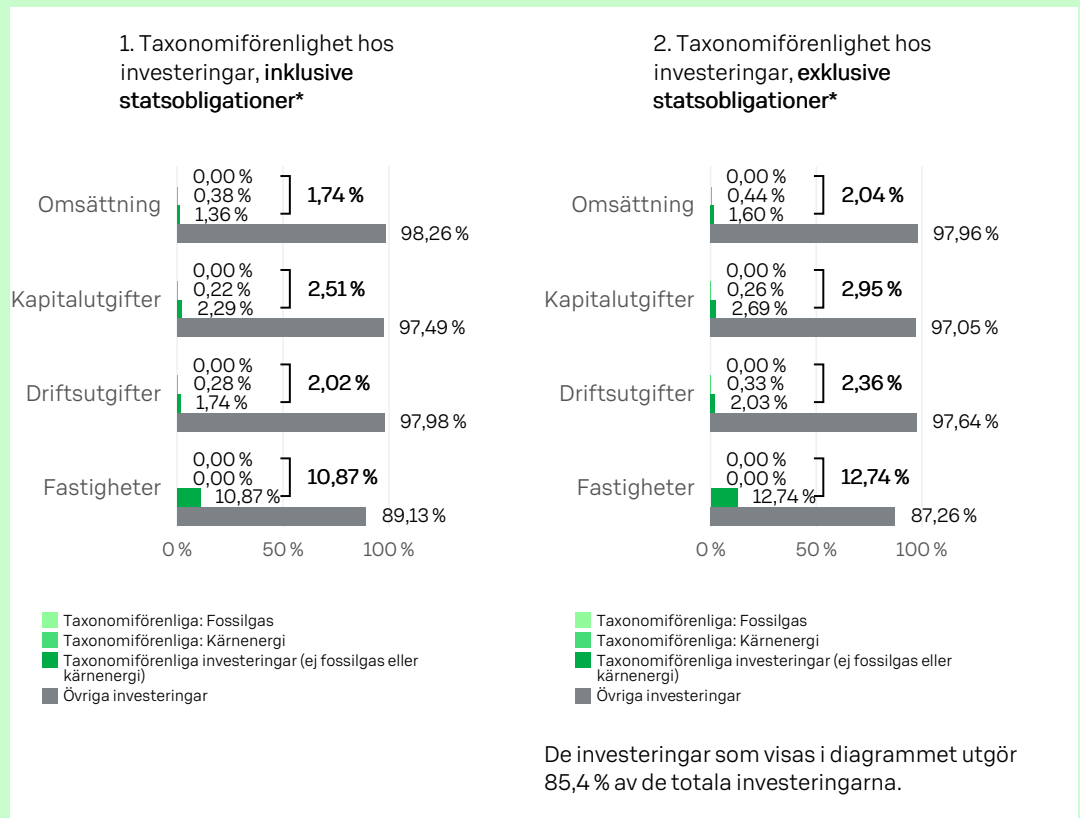 1. Taxonomiförenlighet hos
investeringar, inklusive
statsobligationer*
Omsättning
0,00 %
0,38 %
1,36 %
1,74 %
98,26 %
Kapitalutgifter
0,00 %
0,22 %
2,29 %
2,51 %
97,49 %
Driftsutgifter
0,00 %
0,28 %
1,74 %
2,02 %
97,98 %
Fastigheter
0,00 %
0,00 %
10,87 %
10,87 %
89,13 %
0 %
50 %
100 %
Taxonomiförenliga: Fossilgas
Taxonomiförenliga: Kärnenergi
Taxonomiförenliga investeringar (ej fossilgas eller
kärnenergi)
Övriga investeringar
2. Taxonomiförenlighet hos
investeringar, exklusive
statsobligationer*
Omsättning
0,00 %
0,44 %
1,60 %
2,04 %
97,96 %
Kapitalutgifter
0,00 %
0,26 %
2,69 %
2,95 %
97,05 %
Driftsutgifter
0,00 %
0,33 %
2,03 %
2,36 %
97,64 %
Fastigheter
0,00 %
0,00 %
12,74 %
12,74 %
87,26 %
0 %
50 %
100 %
Taxonomiförenliga: Fossilgas
Taxonomiförenliga: Kärnenergi
Taxonomiförenliga investeringar (ej fossilgas eller
kärnenergi)
Övriga investeringar
De investeringar som visas i diagrammet utgör
85,4 % av de totala investeringarna.